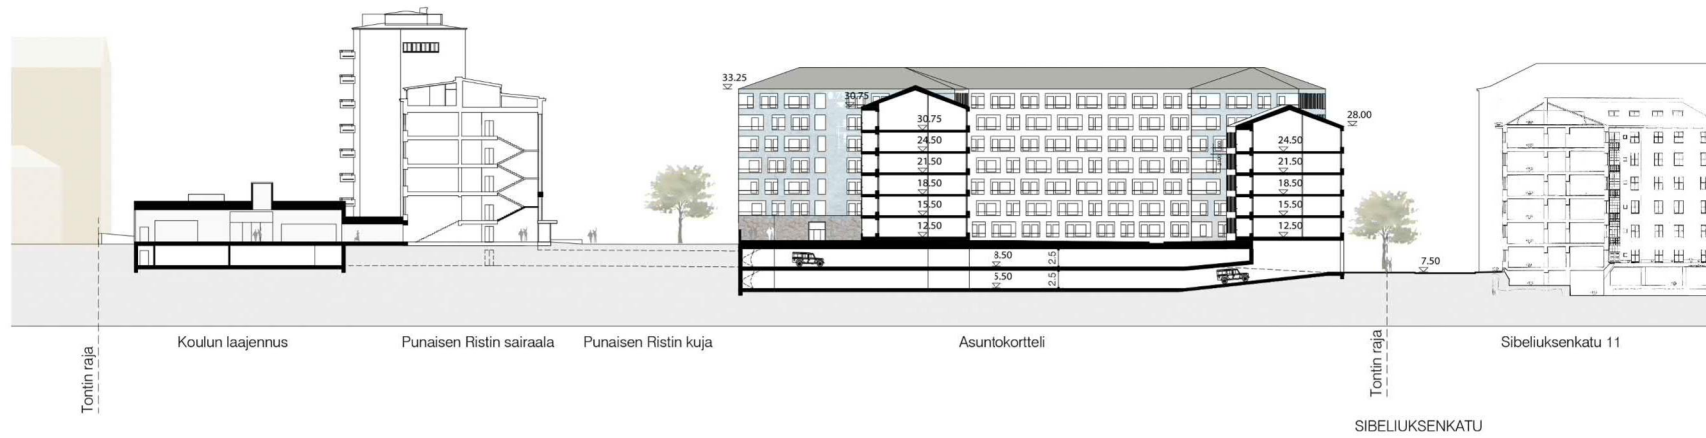 33.25
30.75
30.75
24.50
21.50
18.50
15.50
12.50
28.00
24.50
21.50
18.50
15.50
12.50
8.50
2.5
5.50
2.5
7.50
Koulun laajennus
Punaisen Ristin sairaala
Punaisen Ristin kuja
Asuntokortteli
Sibeliuksenkatu 11
Tontin raja
Tontin raja
SIBELIUKSENKATU